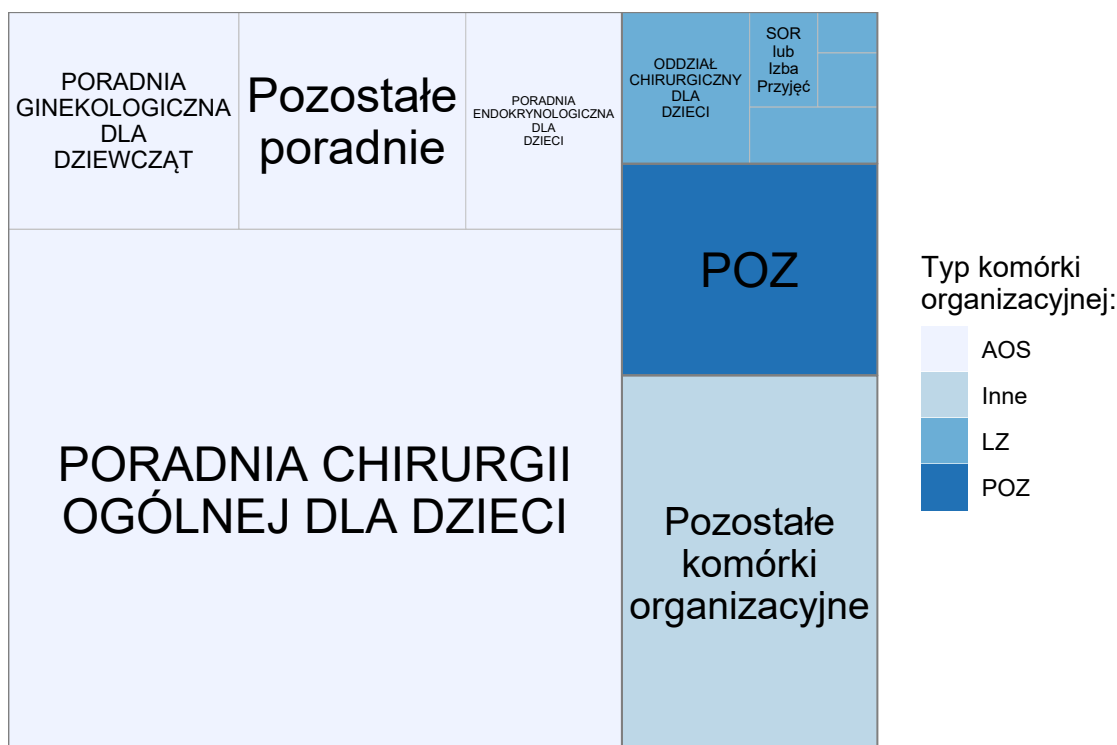 PORADNIA
GINEKOLOGICZNA
DLA
DZIEWCZĄT
Pozostałe
poradnie
PORADNIA
ENDOKRYNOLOGICZNA
DLA
DZIECI
ODDZIAŁ
CHIRURGICZNY
DLA
DZIECI
SOR
lub
Izba
Przyjęć
POZ
PORADNIA CHIRURGII
OGÓLNEJ DLA DZIECI
Pozostałe
komórki
organizacyjne
Typ komórki
organizacyjnej:
AOS
Inne
LZ
POZ